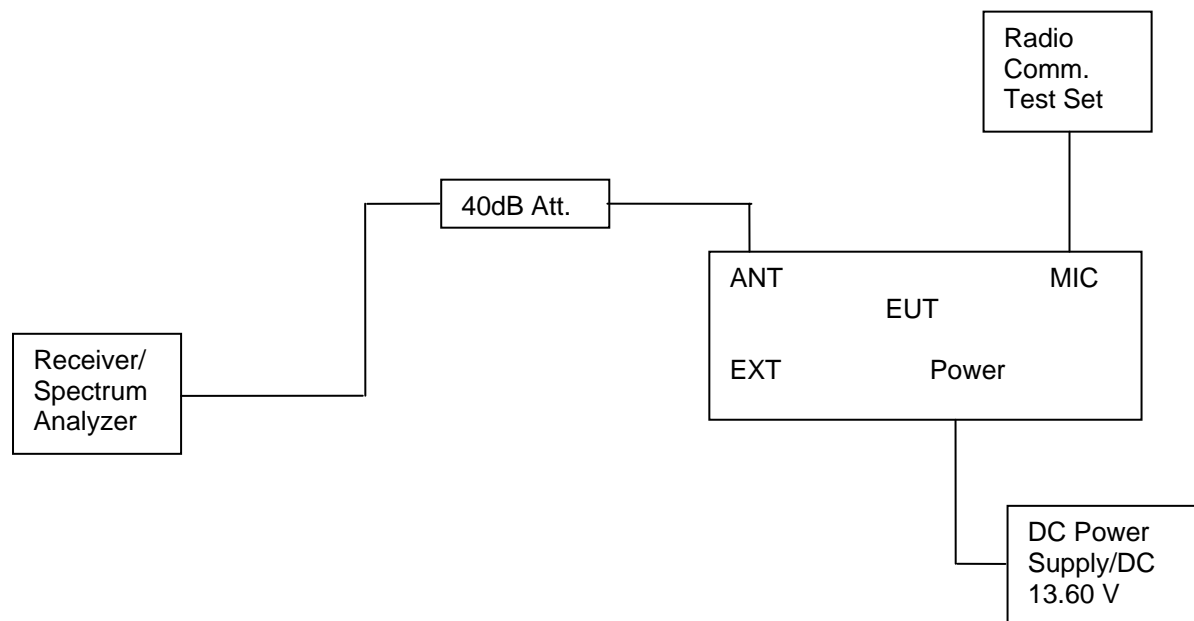 Radio
Comm.
Test Set
40dB Att.
ANT
MIC
EUT
EXT
Power
Receiver/
Spectrum
Analyzer
DC Power
Supply/DC
13.60 V